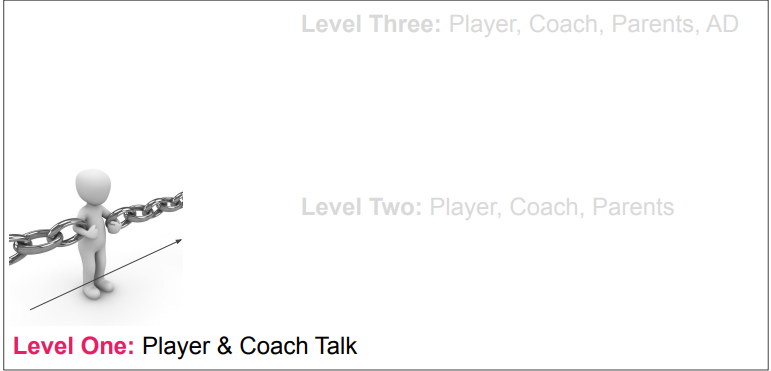 Level Three: Player, Coach, Parents, AD
Level Two: Player, Coach, Parents
Level One: Player & Coach Talk